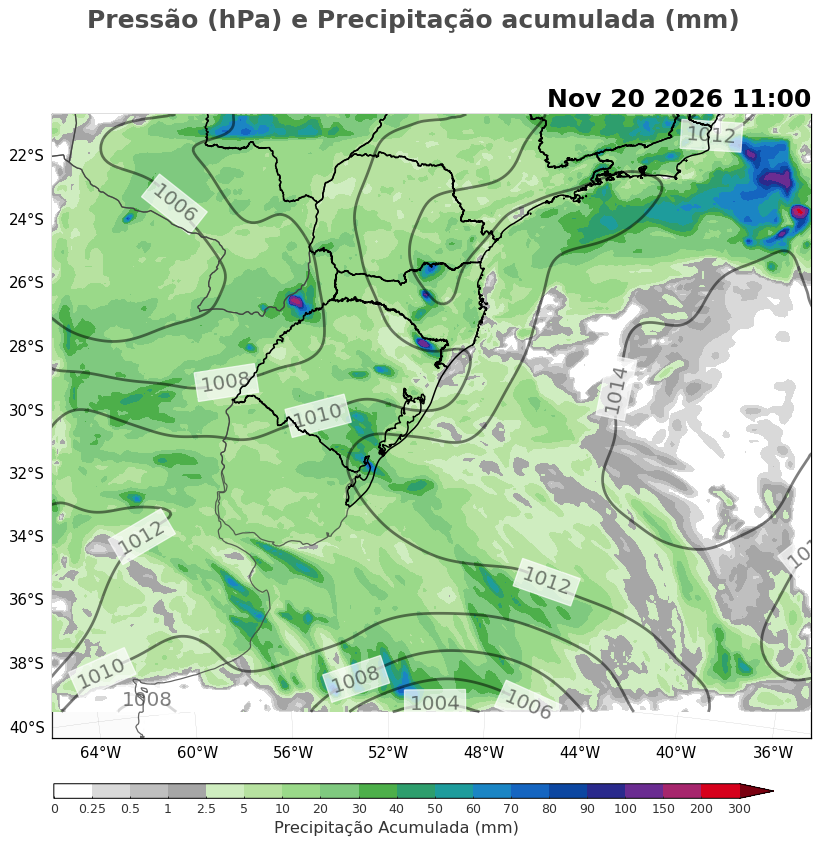 Pressão (hPa) e Precipitação acumulada (mm)
Nov 20 2026 11:00
1012
22°S
1006
24°S
26°S
28°S
1008
1014
30°S
1010
32°S
34°S
1012
1012
36°S
38°S
1010
1008
1008
1004
1006
40°S
64°W 60°W 56°W 52°W 48°W 44°W 40°W 36°W
0 0.25 0.5 1 2.5 5 10 20 30 40 50 60 70 80 90 100 150 200 300
Precipitação Acumulada (mm)